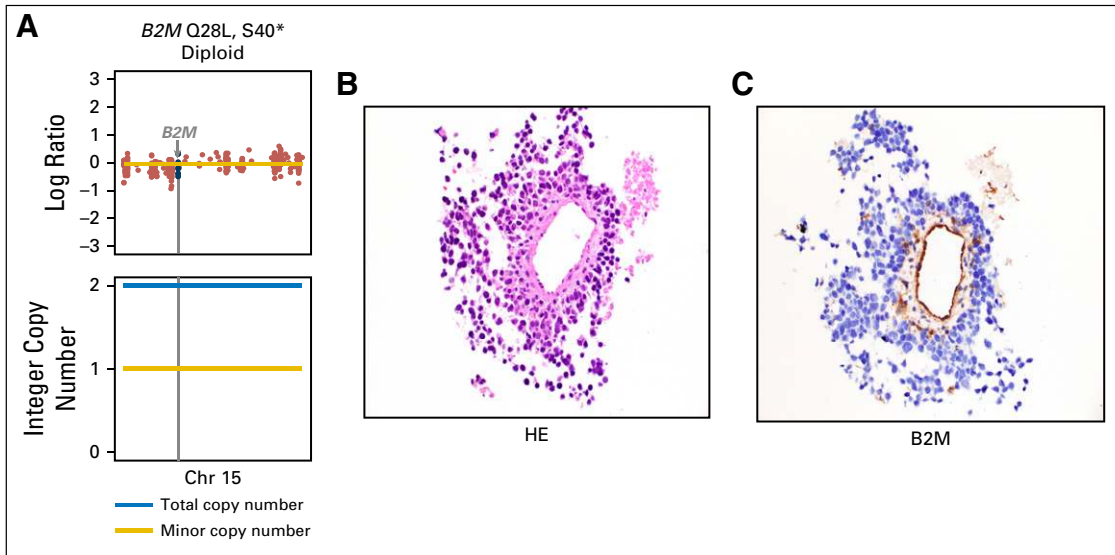 A
B2M Q28L, S40*
Diploid
3
2
1
0
–1
–2
–3
Log Ratio
B2M
2
1
0
Integer Copy
Number
Chr 15
Total copy number
Minor copy number
B
HE
C
B2M